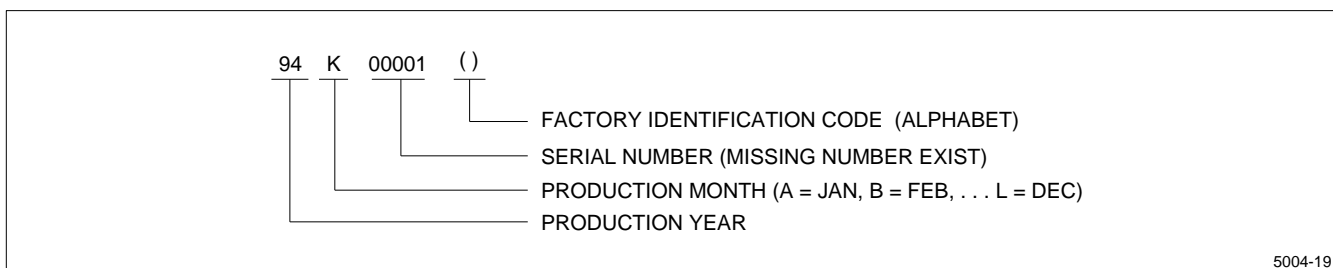 94 K 00001 ( )
FACTORY IDENTIFICATION CODE (ALPHABET)
SERIAL NUMBER (MISSING NUMBER EXIST)
PRODUCTION MONTH (A = JAN, B = FEB, . . . L = DEC)
PRODUCTION YEAR
5004-19